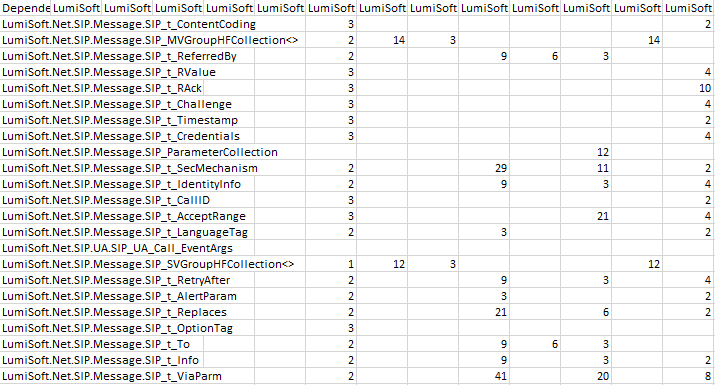 Depende LumiSoft LumiSoft LumiSoft LumiSoft LumiSoft LumiSoft LumiSoft LumiSoft LumiSoft LumiSoft LumiSoft LumiSoft LumiSoft
LumiSoft.Net.SIP.Message.SIP_t_ContentCoding 3 2
LumiSoft.Net.SIP.Message.SIP_MVGroupHFCollection<> 2 14 3 14
LumiSoft.Net.SIP.Message.SIP_t_ReferredBy 2 9 6 3
LumiSoft.Net.SIP.Message.SIP_t_RValue 3 4
LumiSoft.Net.SIP.Message.SIP_t_RAck 3 10
LumiSoft.Net.SIP.Message.SIP_t_Challenge 3 4
LumiSoft.Net.SIP.Message.SIP_t_Timestamp 3 2
LumiSoft.Net.SIP.Message.SIP_t_Credentials 3 4
LumiSoft.Net.SIP.Message.SIP_ParameterCollection 12
LumiSoft.Net.SIP.Message.SIP_t_SecMechanism 2 29 11 2
LumiSoft.Net.SIP.Message.SIP_t_IdentityInfo 2 9 3 4
LumiSoft.Net.SIP.Message.SIP_t_CallID 3 2
LumiSoft.Net.SIP.Message.SIP_t_AcceptRange 3 21 4
LumiSoft.Net.SIP.Message.SIP_t_LanguageTag 2 3 2
LumiSoft.Net.SIP.UA.SIP_UA_Call_EventArgs
LumiSoft.Net.SIP.Message.SIP_SVGroupHFCollection<> 1 12 3 12
LumiSoft.Net.SIP.Message.SIP_t_RetryAfter 2 9 3 4
LumiSoft.Net.SIP.Message.SIP_t_AlertParam 2 3 2
LumiSoft.Net.SIP.Message.SIP_t_Replaces 2 21 6 2
LumiSoft.Net.SIP.Message.SIP_t_OptionTag 3
LumiSoft.Net.SIP.Message.SIP_t_To 2 9 6 3
LumiSoft.Net.SIP.Message.SIP_t_Info 2 9 3 2
LumiSoft.Net.SIP.Message.SIP_t_ViaParm 2 41 20 8